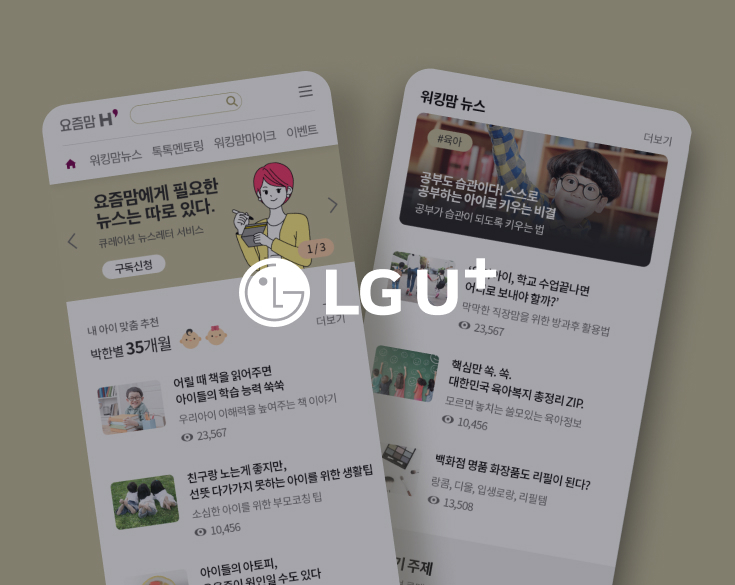 요즘맘 H
워킹맘뉴스 톡톡멘토링 워킹맘마이크 이벤트
요즘맘에게 필요한
뉴스는 따로 있다.
큐레이션 뉴스레터 서비스
구독신청
1/3
내 아이 맞춤 추천
박한별 35개월
더보기
어릴 때 책을 읽어주면
아이들의 학습 능력 쑥쑥
우리아이 이해력을 높여주는 책 이야기
23,567
친구랑 노는게 좋지만,
선뜻 다가가지 못하는 아이를 위한 생활팁
소심한 아이를 위한 부모코칭 팁
10,456
아이들의 아토피,
원인일 수도 있다
LG U+
워킹맘 뉴스
더보기
#육아
공부도 습관이다! 스스로
공부하는 아이로 키우는 비결
공부가 습관이 되도록 키우는 법
학교 수업끝나면
보내야 할까?’
막막한 직장맘을 위한 방과후 활용법
23,567
핵심만 쏙. 쏙.
대한민국 육아복지 총정리 ZIP.
모르면 놓치는 쓸모있는 육아정보
10,456
백화점 명품 화장품도 리필이 된다?
랑콤, 디올, 입생로랑, 리필템
13,508
주제